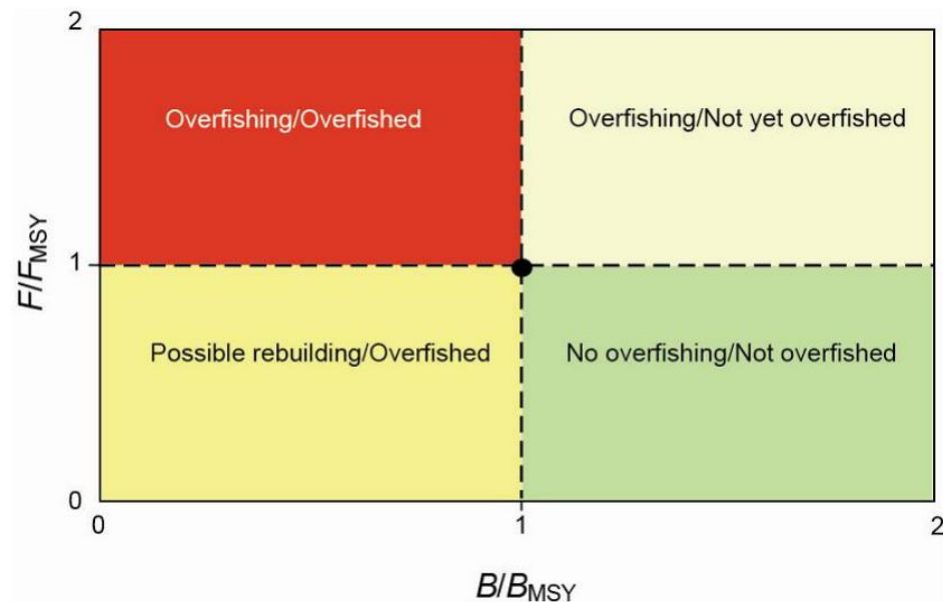 2
Overfishing/Overfished
Overfishing/Not yet overfished
F/FMSY
1
Possible rebuilding/Overfished
No overfishing/Not overfished
0
0
1
2
B/BMSY